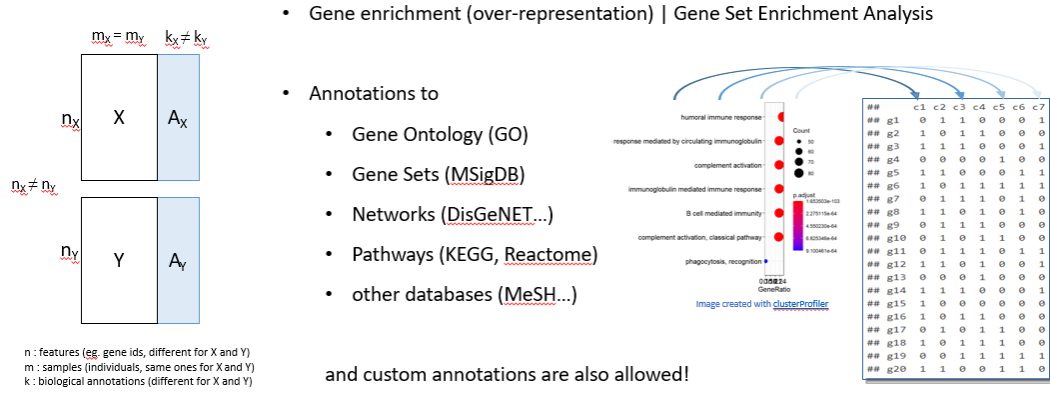 • Gene enrichment (over-representation) | Gene Set Enrichment Analysis
mX = mY kX ≠ kY
nX X AX
nX ≠ nY
nY Y AY
n : features (eg. gene ids, different for X and Y)
m : samples (individuals, same ones for X and Y)
k : biological annotations (different for X and Y)
• Annotations to
• Gene Ontology (GO)
• Gene Sets (MSigDB)
• Networks (DisGeNET...)
• Pathways (KEGG, Reactome)
• other databases (MeSH...)
and custom annotations are also allowed!
humoral immune response
response mediated by circulating immunoglobulin
complement activation
immunoglobulin mediated immune response
B cell mediated immunity
complement activation, classical pathway
phagocytosis, recognition
GeneRatio
Count
50
60
70
80
p.adjust
Image created with clusterProfiler
## c1 c2 c3 c4 c5 c6 c7
## g1 0 1 1 0 0 0 1
## g2 1 0 1 1 0 0 0
## g3 1 1 1 0 0 0 1
## g4 0 0 0 0 1 0 0
## g5 1 1 0 0 0 1 1
## g6 1 0 1 1 1 1 1
## g7 0 1 1 1 0 1 0
## g8 1 1 0 1 0 1 0
## g9 0 1 1 1 0 0 0
## g10 0 1 0 1 1 0 0
## g11 0 1 1 1 0 1 1
## g12 1 1 0 1 0 0 1
## g13 0 0 0 1 0 0 0
## g14 1 1 1 0 0 0 1
## g15 1 0 0 0 0 0 0
## g16 1 0 1 1 0 0 0
## g17 0 1 0 1 1 0 0
## g18 1 0 1 1 1 0 0
## g19 0 0 1 1 1 1 1
## g20 1 1 0 0 1 1 0